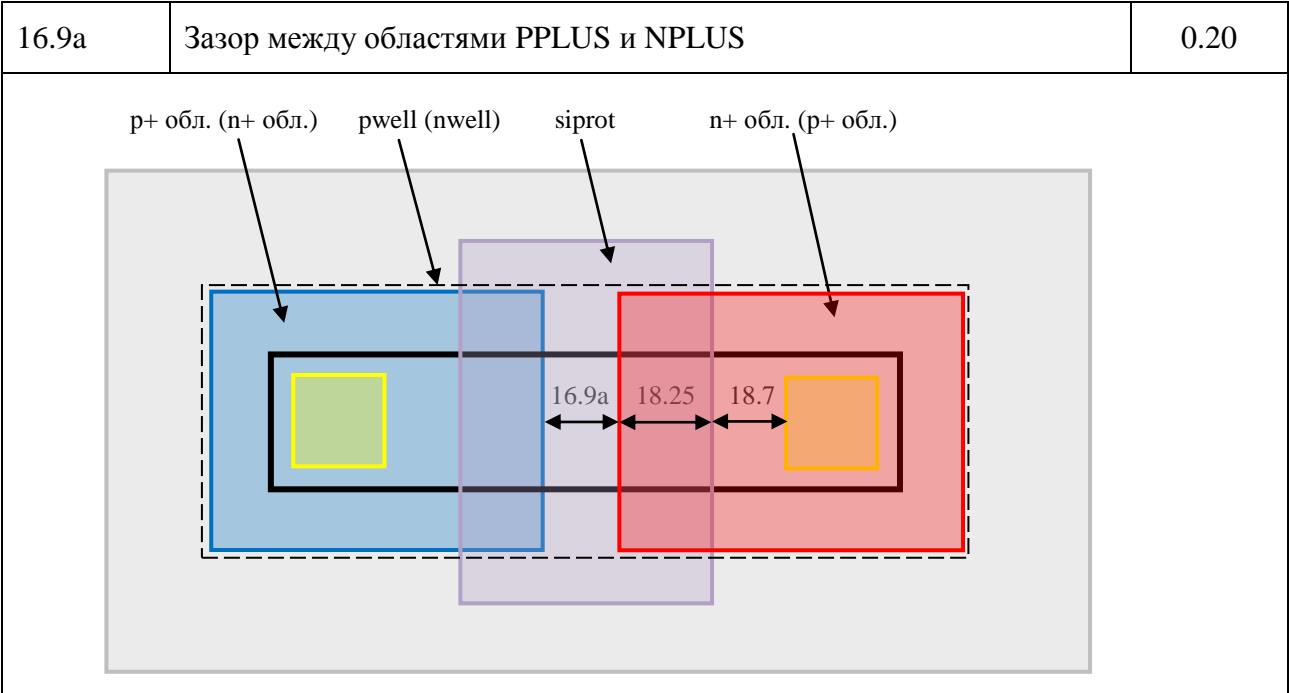 16.9а Зазор между областями PPLUS и NPLUS 0.20
p+ обл. (n+ обл.) pwell (nwell) siprot n+ обл. (p+ обл.)
16.9а 18.25 18.7